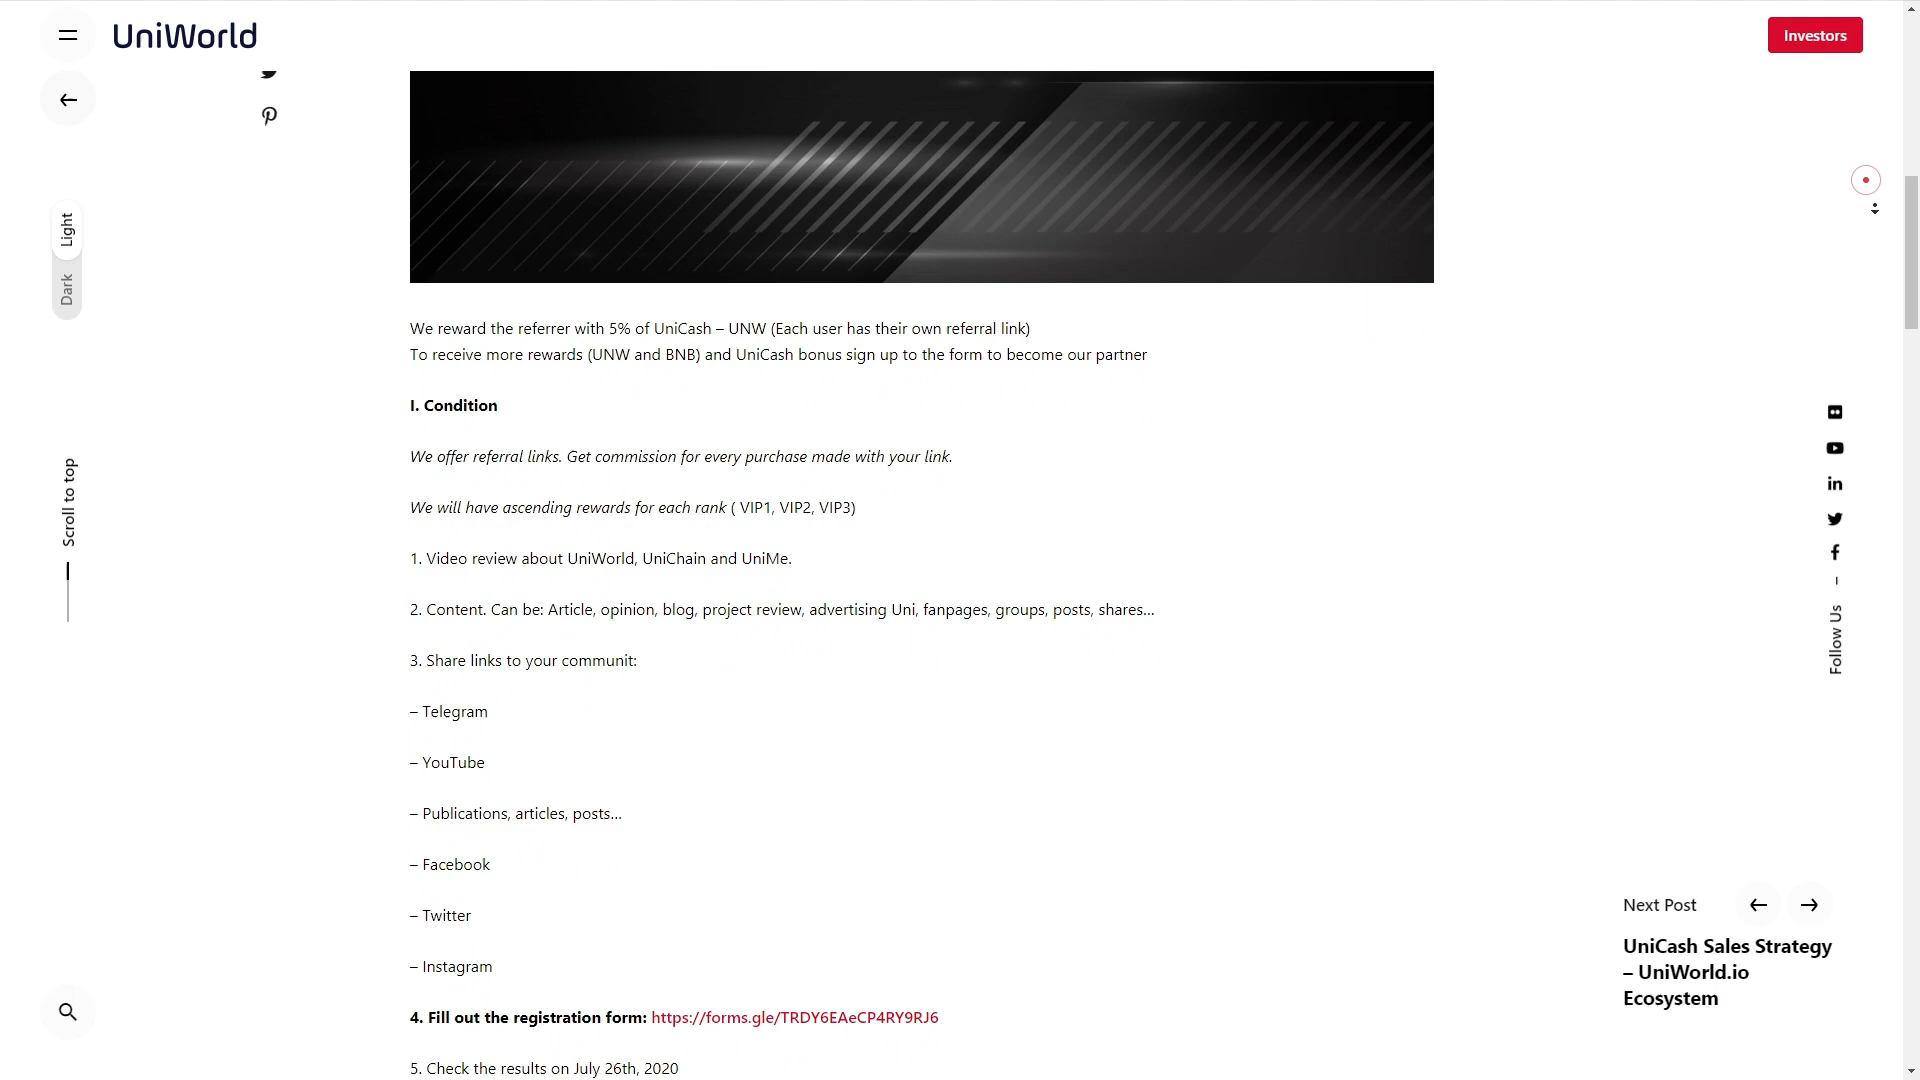 UniWorld
Investors
Light
Dark
Scroll to top
We reward the referrer with 5% of UniCash – UNW (Each user has their own referral link)
To receive more rewards (UNW and BNB) and UniCash bonus sign up to the form to become our partner
I. Condition
We offer referral links. Get commission for every purchase made with your link.
We will have ascending rewards for each rank ( VIP1, VIP2, VIP3)
1. Video review about UniWorld, UniChain and UniMe.
2. Content. Can be: Article, opinion, blog, project review, advertising Uni, fanpages, groups, posts, shares…
3. Share links to your communit:
– Telegram
– YouTube
– Publications, articles, posts…
– Facebook
– Twitter
– Instagram
4. Fill out the registration form: https://forms.gle/TRDY6EAeCP4RY9RJ6
5. Check the results on July 26th, 2020
Follow Us –
Next Post
UniCash Sales Strategy
– UniWorld.io
Ecosystem